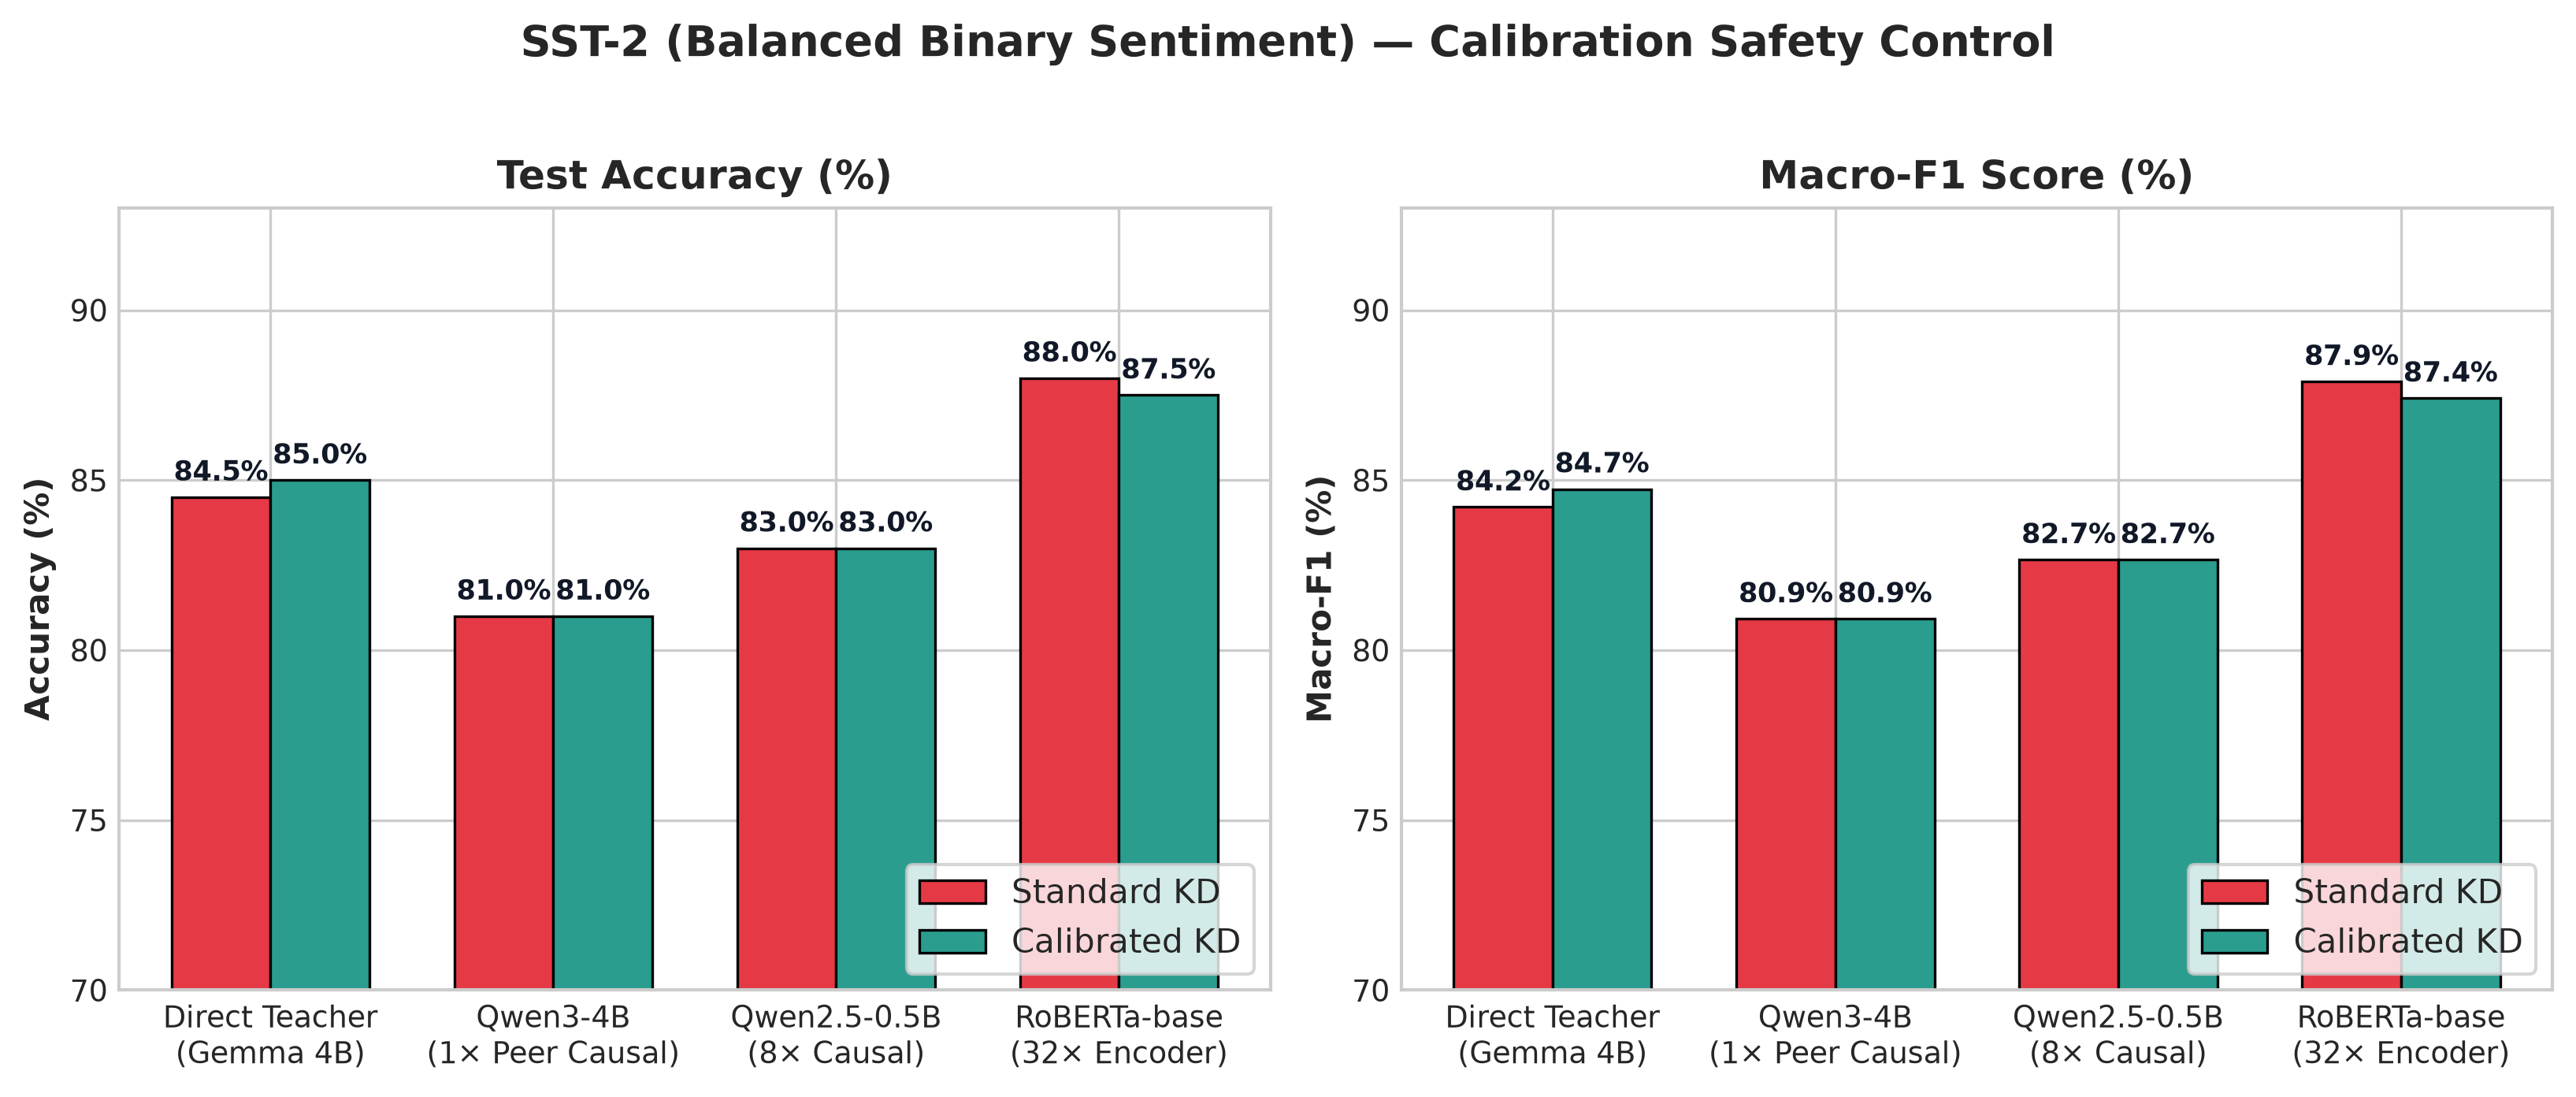 SST-2 (Balanced Binary Sentiment) — Calibration Safety Control
Test Accuracy (%)
Accuracy (%)
90
85
80
75
70
84.5%
85.0%
81.0%
81.0%
83.0%
83.0%
88.0%
87.5%
Standard KD
Calibrated KD
Direct Teacher
(Gemma 4B)
Qwen3-4B
(1× Peer Causal)
Qwen2.5-0.5B
(8× Causal)
RoBERTa-base
(32× Encoder)
Macro-F1 Score (%)
Macro-F1 (%)
90
85
80
75
70
84.2%
84.7%
80.9%
80.9%
82.7%
82.7%
87.9%
87.4%
Standard KD
Calibrated KD
Direct Teacher
(Gemma 4B)
Qwen3-4B
(1× Peer Causal)
Qwen2.5-0.5B
(8× Causal)
RoBERTa-base
(32× Encoder)